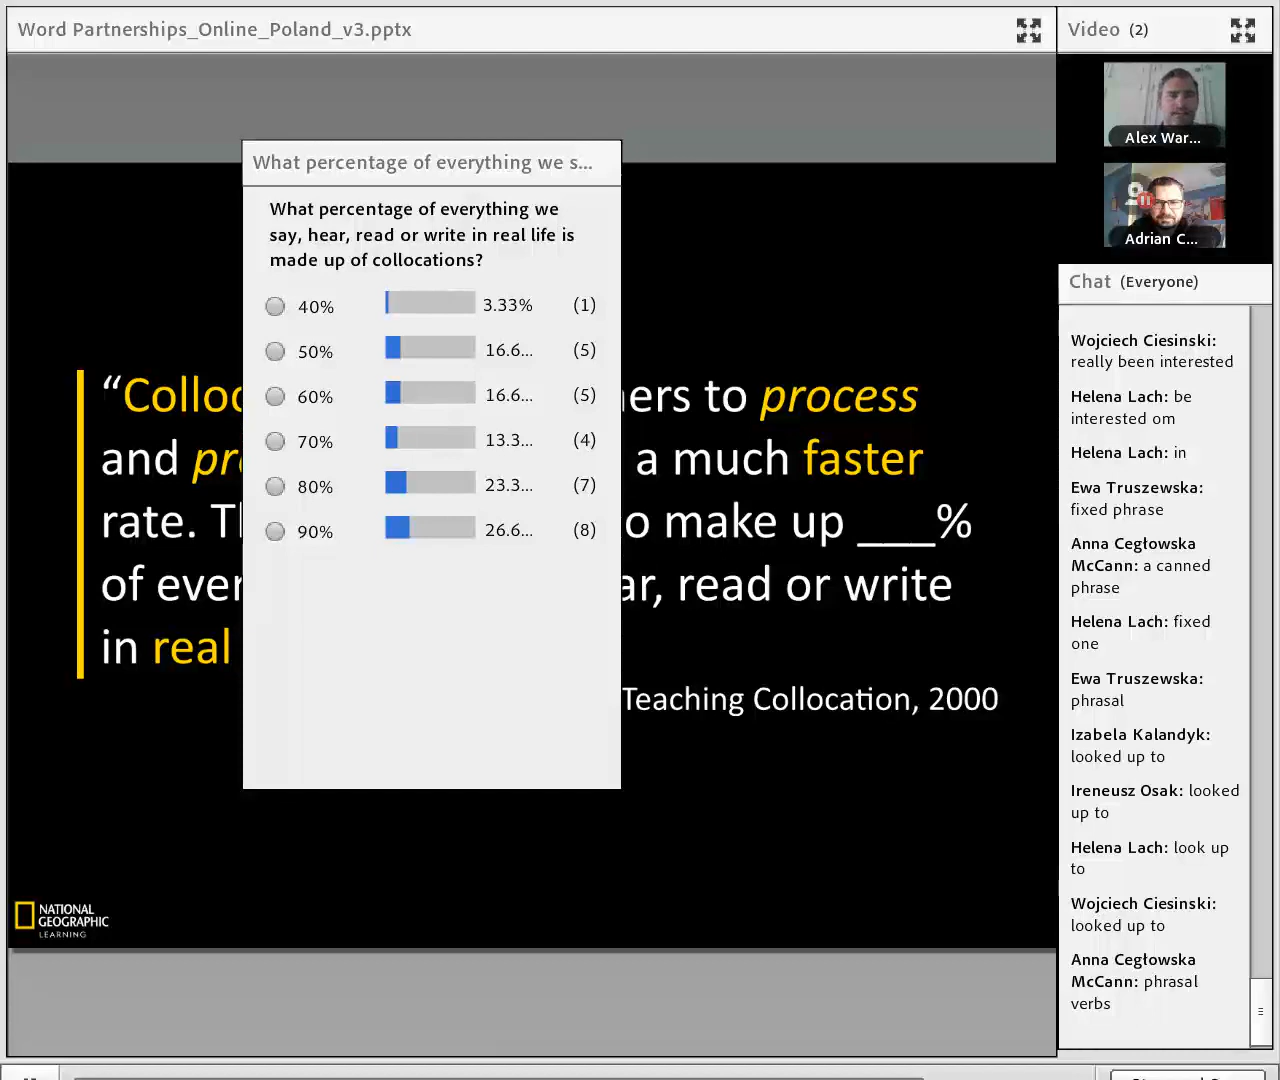 Word Partnerships_Online_Poland_v3.pptx
What percentage of everything we s...
What percentage of everything we
say, hear, read or write in real life is
made up of collocations?
40% 3.33% (1)
50% 16.6... (5)
60% 16.6... (5)
70% 13.3... (4)
80% 23.3... (7)
90% 26.6... (8)
ners to process
and a much faster
rate. o make up ___%
of ar, read or write
in real
Teaching Collocation, 2000
NATIONAL
GEOGRAPHIC
LEARNING
Video (2)
Alex War...
Adrian C...
Chat (Everyone)
Wojciech Ciesinski:
really been interested
Helena Lach: be
interested om
Helena Lach: in
Ewa Truszewska:
fixed phrase
Anna Cegłowska
McCann: a canned
phrase
Helena Lach: fixed
one
Ewa Truszewska:
phrasal
Izabela Kalandyk:
looked up to
Ireneusz Osak: looked
up to
Helena Lach: look up
to
Wojciech Ciesinski:
looked up to
Anna Cegłowska
McCann: phrasal
verbs